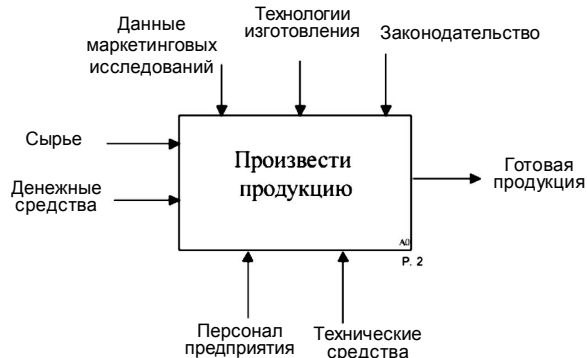 Данные
маркетинговых
исследований
Технологии
изготовления
Законодательство
Сырье
Денежные
средства
Произвести
продукцию
Готовая
продукция
A0
Р. 2
Персонал
предприятия
Технические
средства